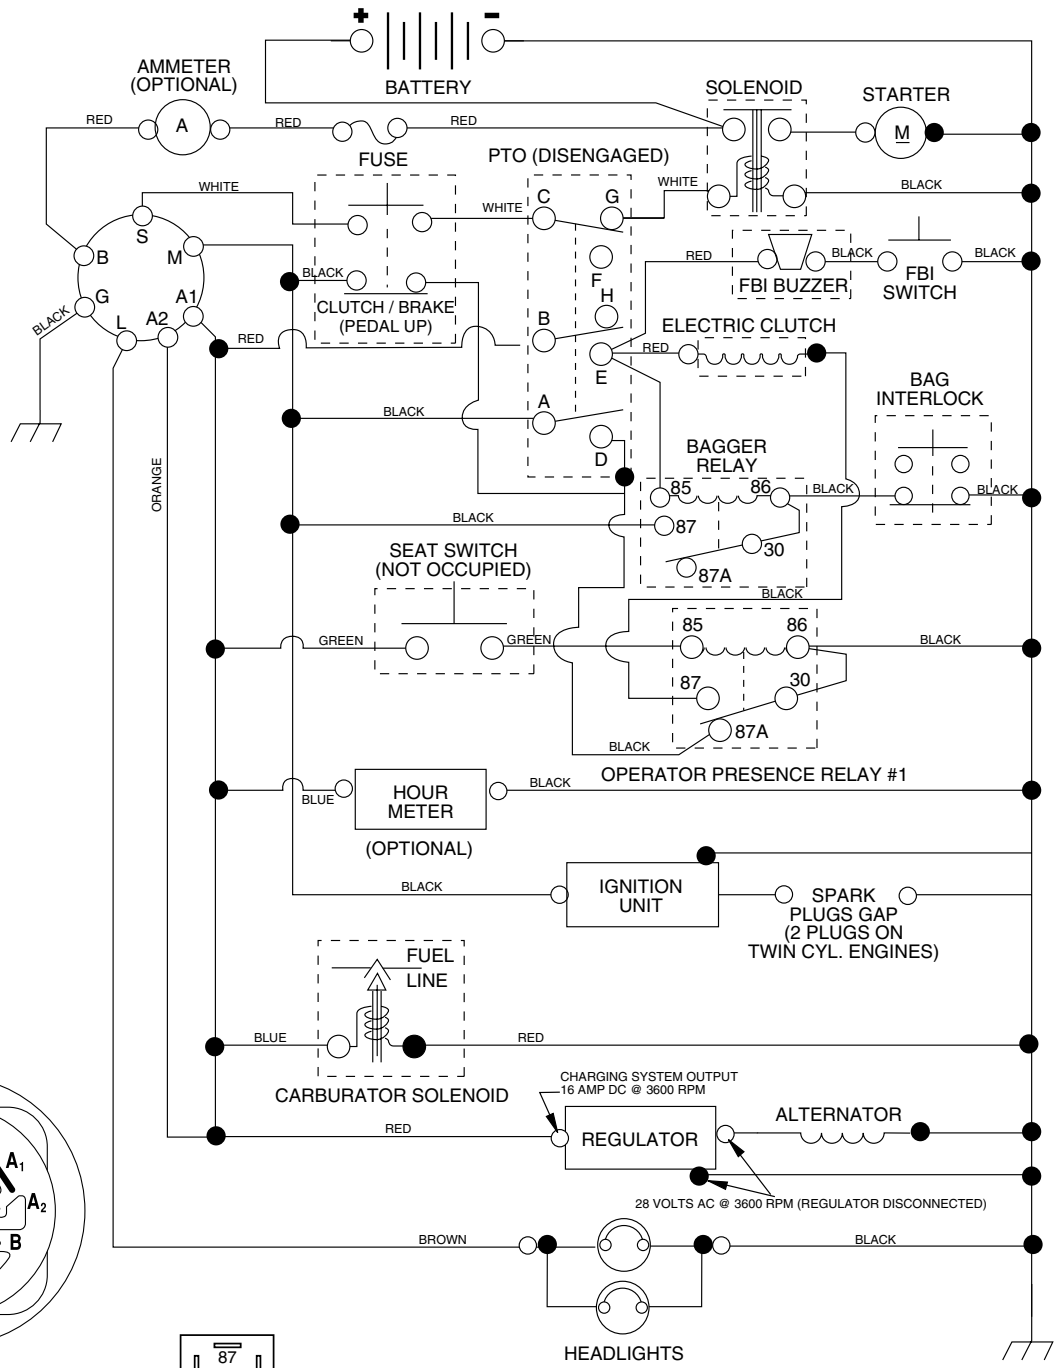 + −
BATTERY
AMMETER
(OPTIONAL)
RED
A
RED
FUSE
RED
SOLENOID
STARTER
M
PTO (DISENGAGED)
WHITE
WHITE
C
G
WHITE
BLACK
S
B
M
G
A1
A2
L
BLACK
BLACK
CLUTCH / BRAKE
(PEDAL UP)
F
H
B
E
A
D
RED
BLACK
BLACK
FBI BUZZER
FBI
SWITCH
RED
ELECTRIC CLUTCH
RED
BLACK
BAG
INTERLOCK
BAGGER
RELAY
85
86
BLACK
BLACK
87
30
87A
BLACK
ORANGE
SEAT SWITCH
(NOT OCCUPIED)
BLACK
GREEN
GREEN
85
86
BLACK
87
30
87A
BLACK
OPERATOR PRESENCE RELAY #1
BLUE
HOUR
METER
(OPTIONAL)
BLACK
BLACK
IGNITION
UNIT
SPARK
PLUGS GAP
(2 PLUGS ON
TWIN CYL. ENGINES)
FUEL
LINE
BLUE
RED
CARBURATOR SOLENOID
CHARGING SYSTEM OUTPUT
16 AMP DC @ 3600 RPM
RED
REGULATOR
ALTERNATOR
28 VOLTS AC @ 3600 RPM (REGULATOR DISCONNECTED)
A1
A2
B
BROWN
BLACK
HEADLIGHTS
87